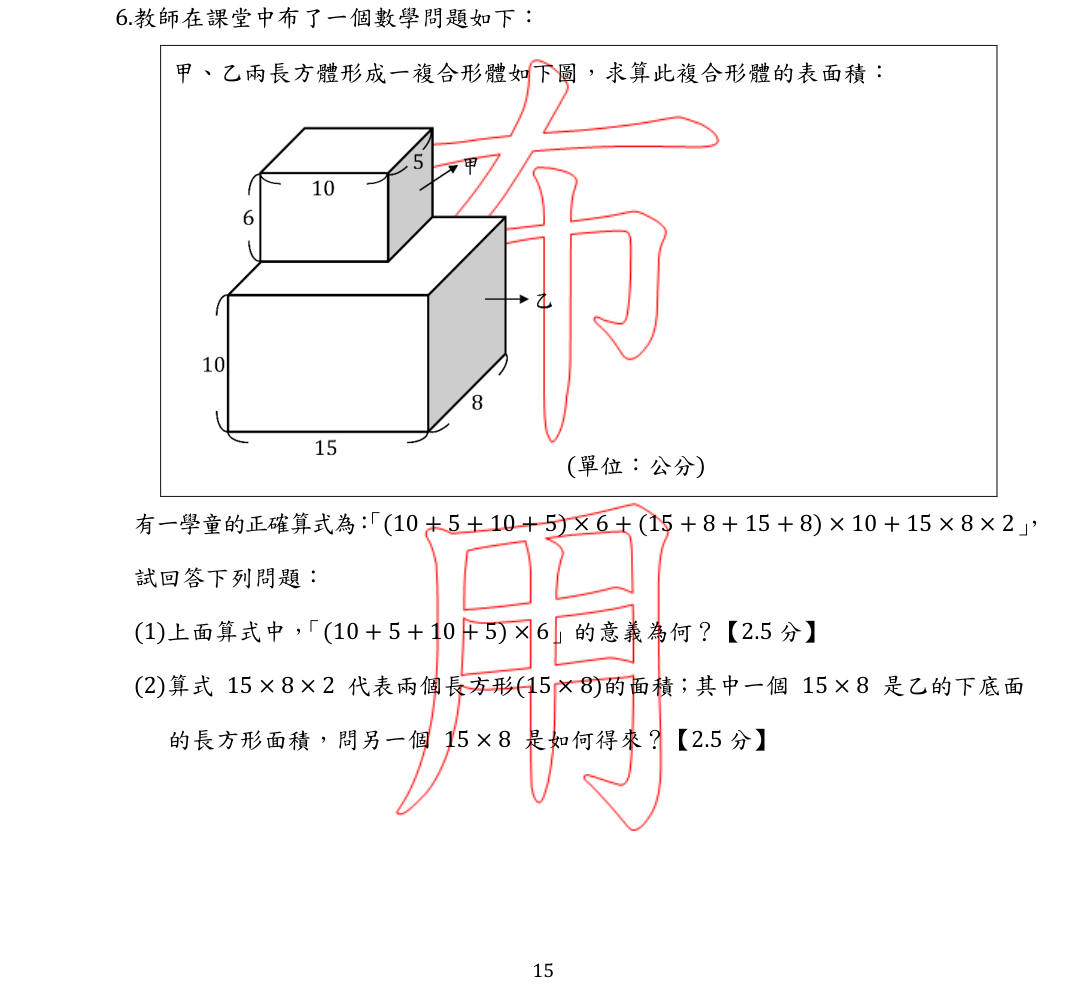 6.教師在課堂中布了一個數學問題如下：
甲、乙兩長方體形成一複合形體如下圖，求算此複合形體的表面積：
5
甲
10
6
乙
10
8
15
(單位：公分)
有一學童的正確算式為：「(10 + 5 + 10 + 5) × 6 + (15 + 8 + 15 + 8) × 10 + 15 × 8 × 2」，
試回答下列問題：
(1)上面算式中，「(10 + 5 + 10 + 5) × 6」的意義為何？【2.5 分】
(2)算式 15 × 8 × 2 代表兩個長方形(15 × 8)的面積；其中一個 15 × 8 是乙的下底面
的長方形面積，問另一個 15 × 8 是如何得來？【2.5 分】
布
用
15